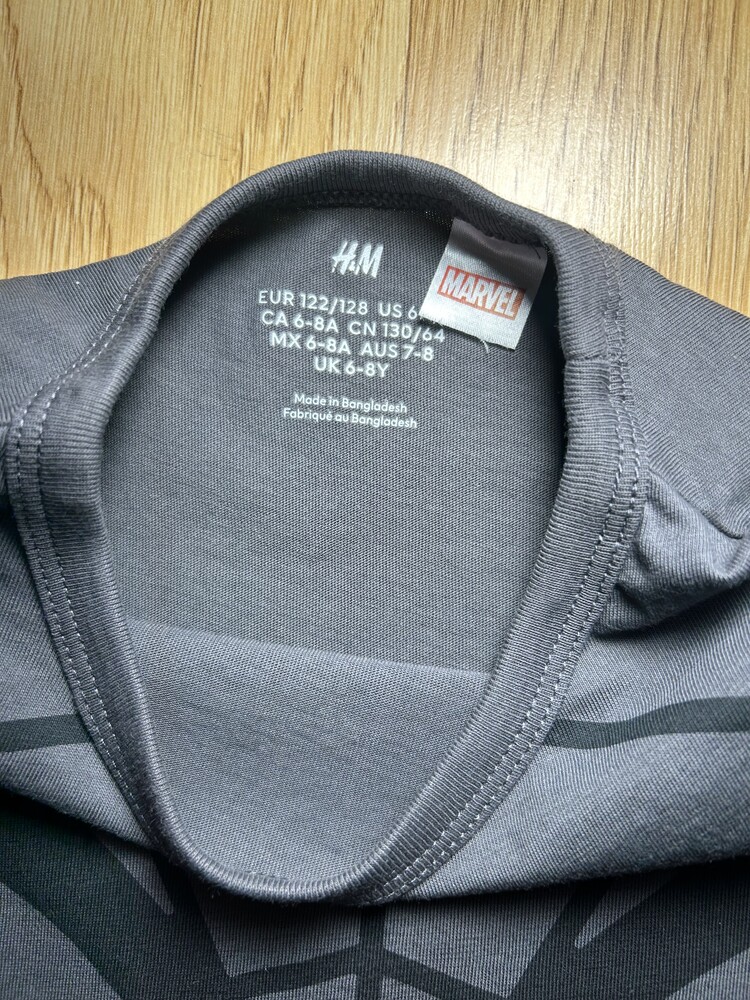 H&M
MARVEL
EUR 122/128 US
CA 6-8A CN 130/64
MX 6-8A AUS 7-8
UK 6-8Y
Made in Bangladesh
Fabriqué au Bangladesh